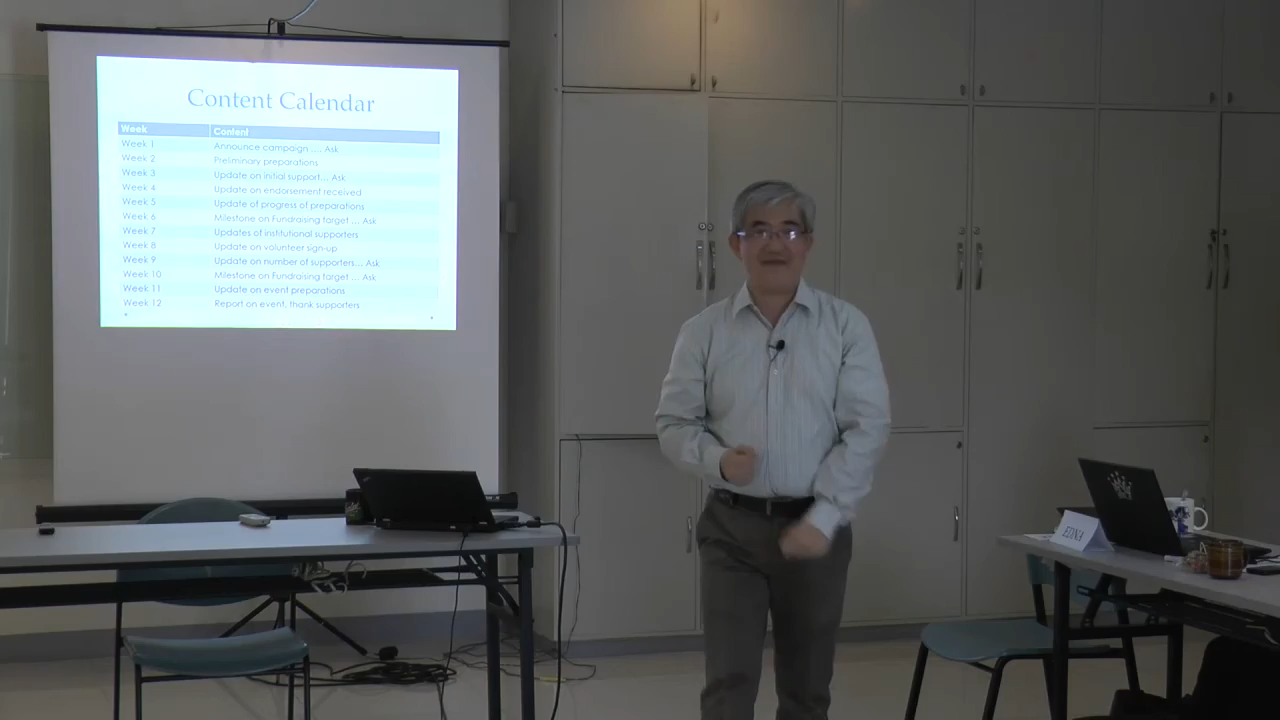 Content Calendar
Week Content
Week 1 Announce campaign .... Ask
Week 2 Preliminary preparations
Week 3 Update on initial support... Ask
Week 4 Update on endorsement received
Week 5 Update of progress of preparations
Week 6 Milestone on Fundraising target ... Ask
Week 7 Updates of institutional supporters
Week 8 Update on volunteer sign-up
Week 9 Update on number of supporters... Ask
Week 10 Milestone on Fundraising target ... Ask
Week 11 Update on event preparations
Week 12 Report on event, thank supporters
EDNA